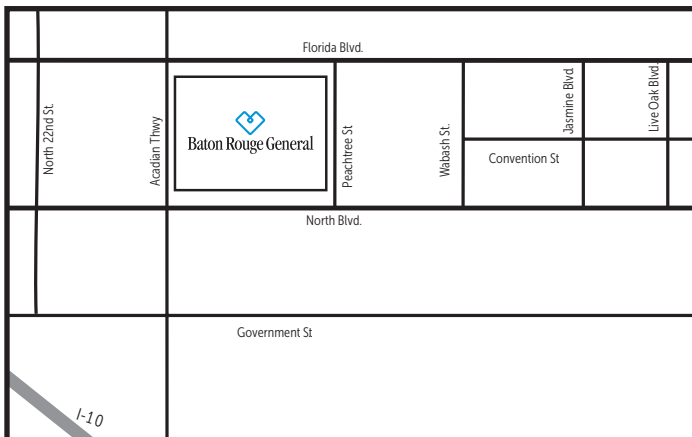 Florida Blvd.
North 22nd St.
Acadian Thwy
Baton Rouge General
Peachtree St
Wabash St.
Jasmine Blvd.
Live Oak Blvd.
Convention St
North Blvd.
Government St
I-10